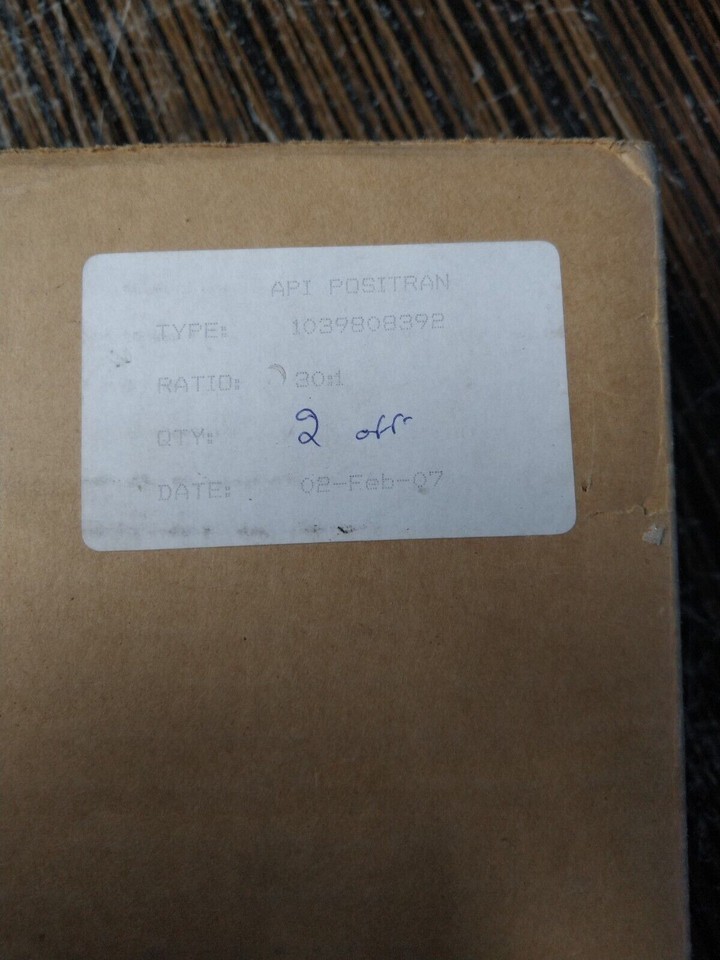 API POSITRAN
TYPE: 1039808392
RATIO: 30:1
QTY: 2 off
DATE: 02-Feb-07